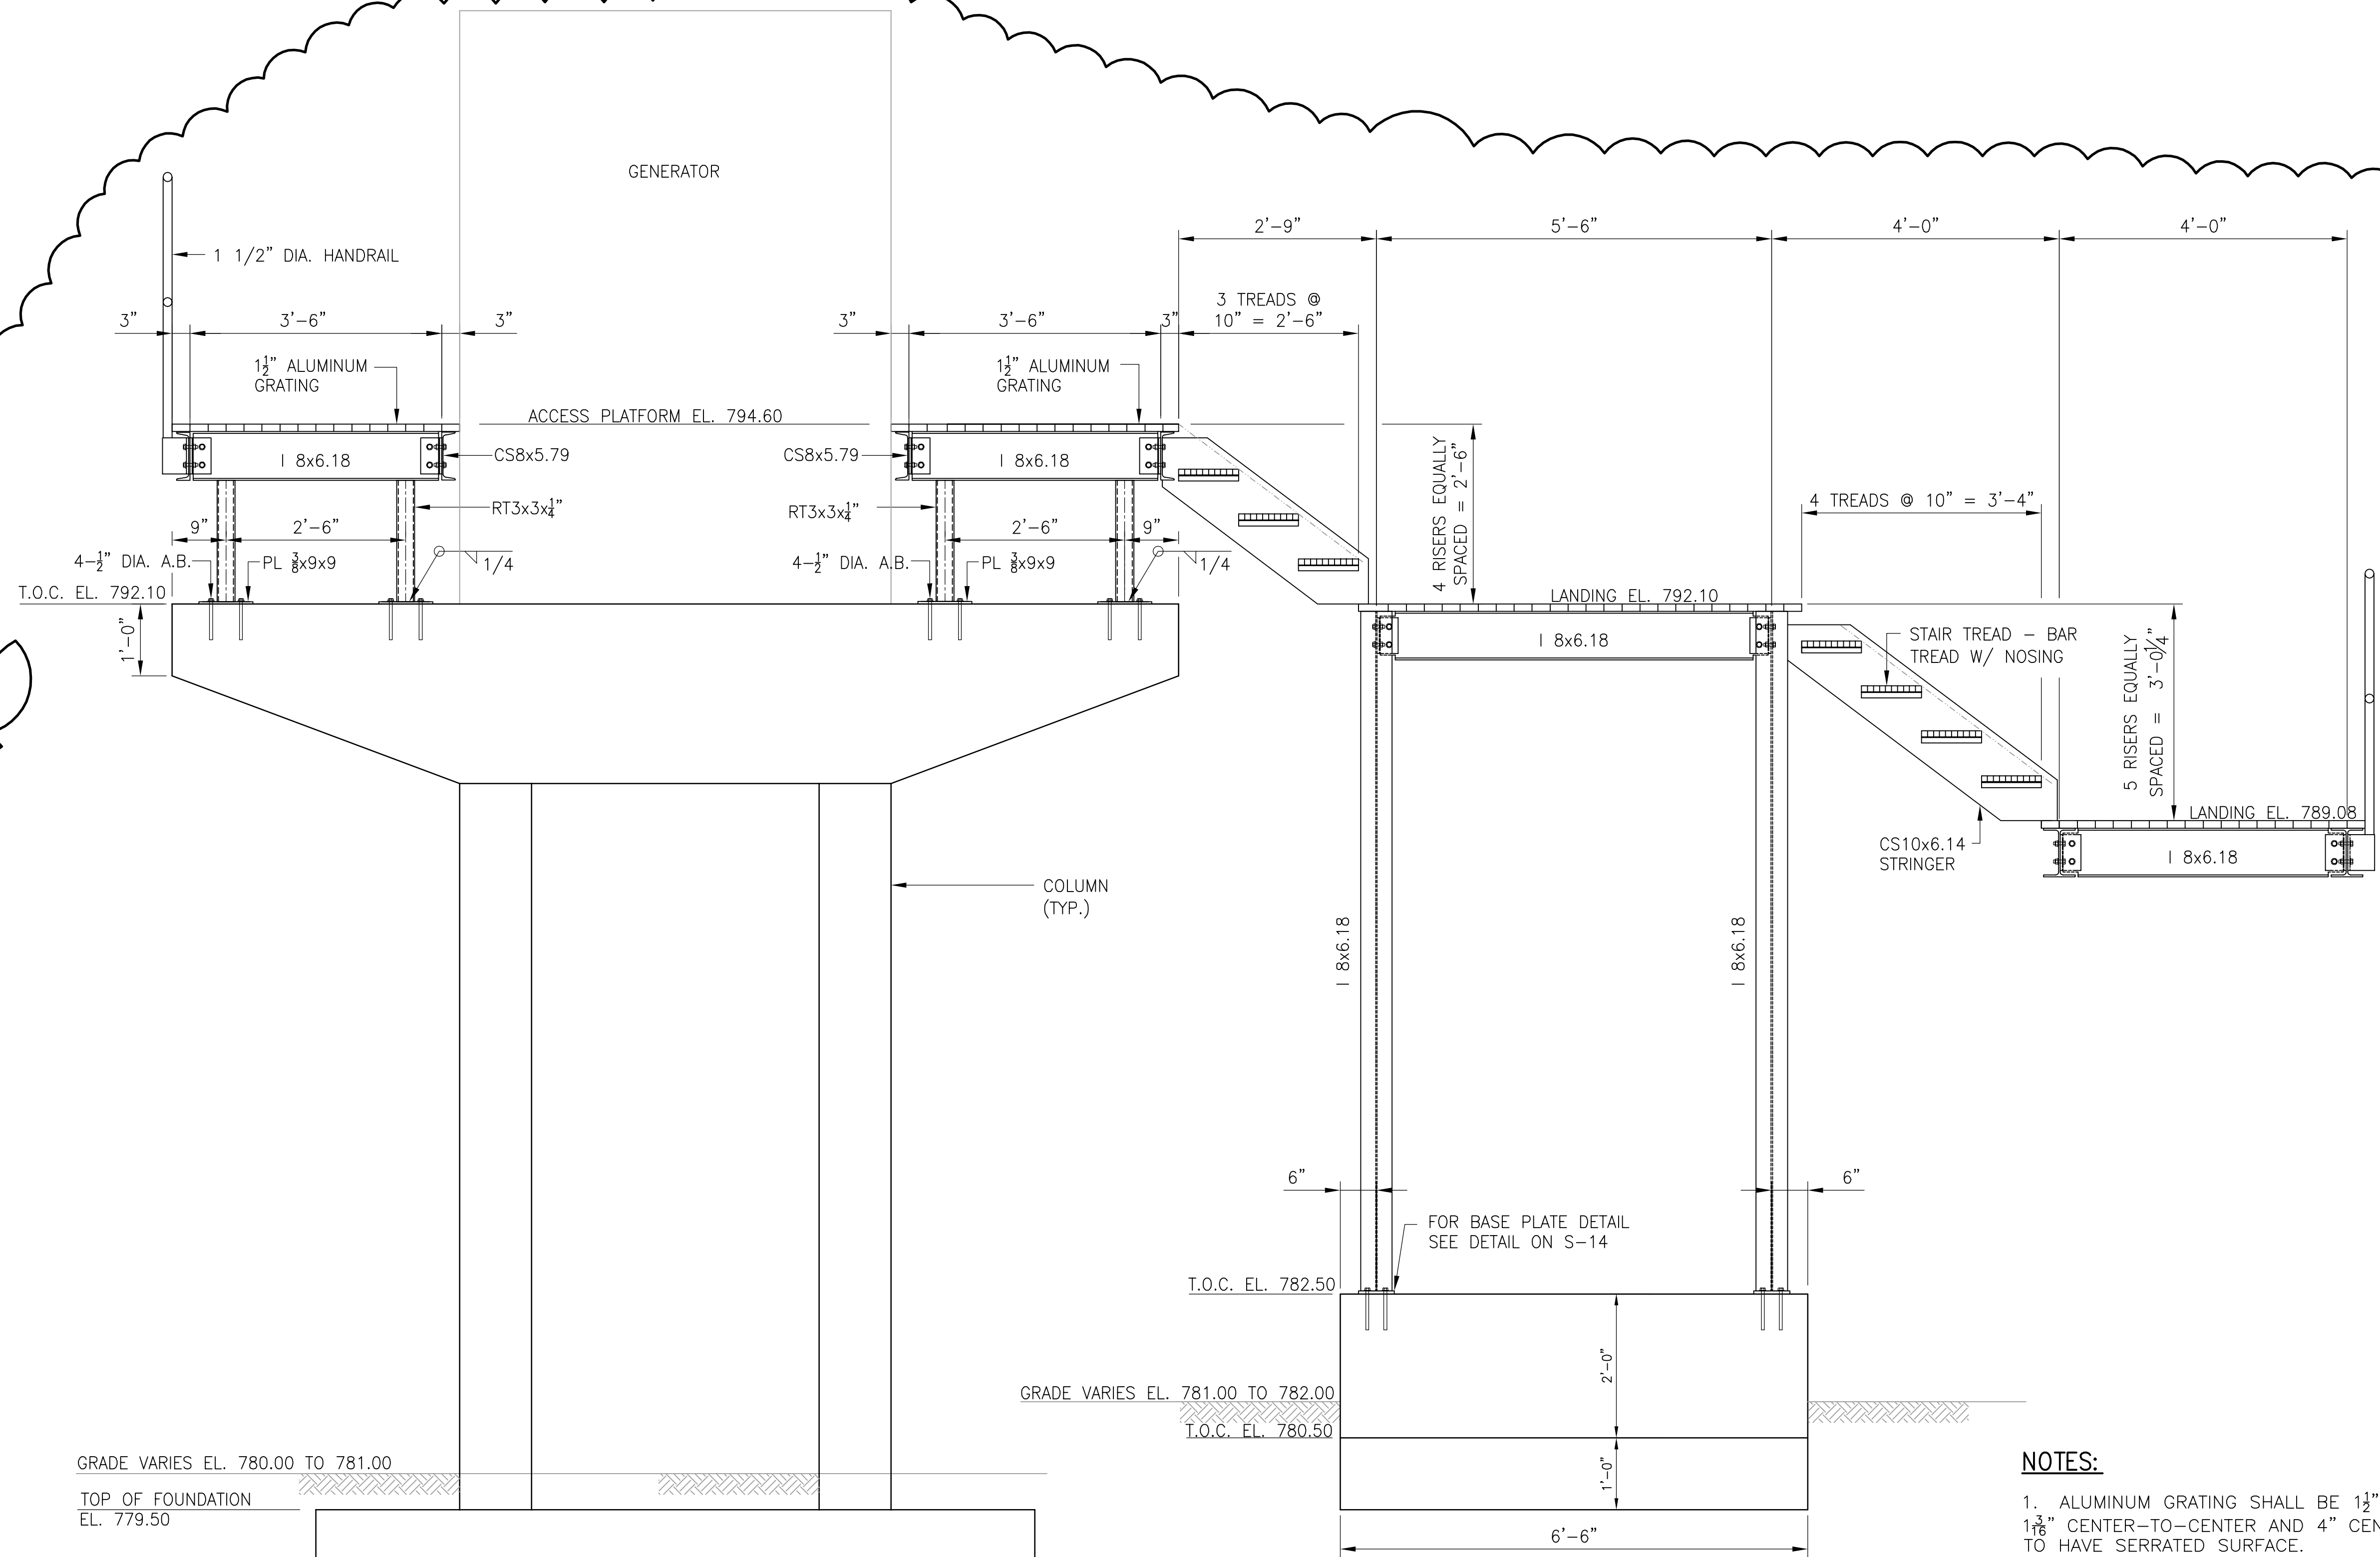 GENERATOR
1 1/2" DIA. HANDRAIL
2'-9"
5'-6"
4'-0"
4'-0"
3"
3'-6"
3"
3"
3'-6"
3"
3 TREADS @
10" = 2'-6"
1½" ALUMINUM
GRATING
1½" ALUMINUM
GRATING
ACCESS PLATFORM EL. 794.60
I 8x6.18
CS8x5.79
CS8x5.79
I 8x6.18
4 RISERS EQUALLY
SPACED = 2'-6"
4 TREADS @ 10" = 3'-4"
RT3x3x¼"
RT3x3x¼"
9"
2'-6"
2'-6"
9"
4-½" DIA. A.B.
PL ⅜x9x9
1/4
4-½" DIA. A.B.
PL ⅜x9x9
1/4
T.O.C. EL. 792.10
LANDING EL. 792.10
1'-0"
I 8x6.18
STAIR TREAD - BAR
TREAD W/ NOSING
5 RISERS EQUALLY
SPACED = 3'-0¼"
LANDING EL. 789.08
CS10x6.14
STRINGER
I 8x6.18
COLUMN
(TYP.)
I 8x6.18
I 8x6.18
6"
6"
FOR BASE PLATE DETAIL
SEE DETAIL ON S-14
T.O.C. EL. 782.50
2'-0"
GRADE VARIES EL. 781.00 TO 782.00
T.O.C. EL. 780.50
1'-0"
GRADE VARIES EL. 780.00 TO 781.00
TOP OF FOUNDATION
EL. 779.50
6'-6"
NOTES:
1. ALUMINUM GRATING SHALL BE 1½"
1 3/16" CENTER-TO-CENTER AND 4" CEN
TO HAVE SERRATED SURFACE.